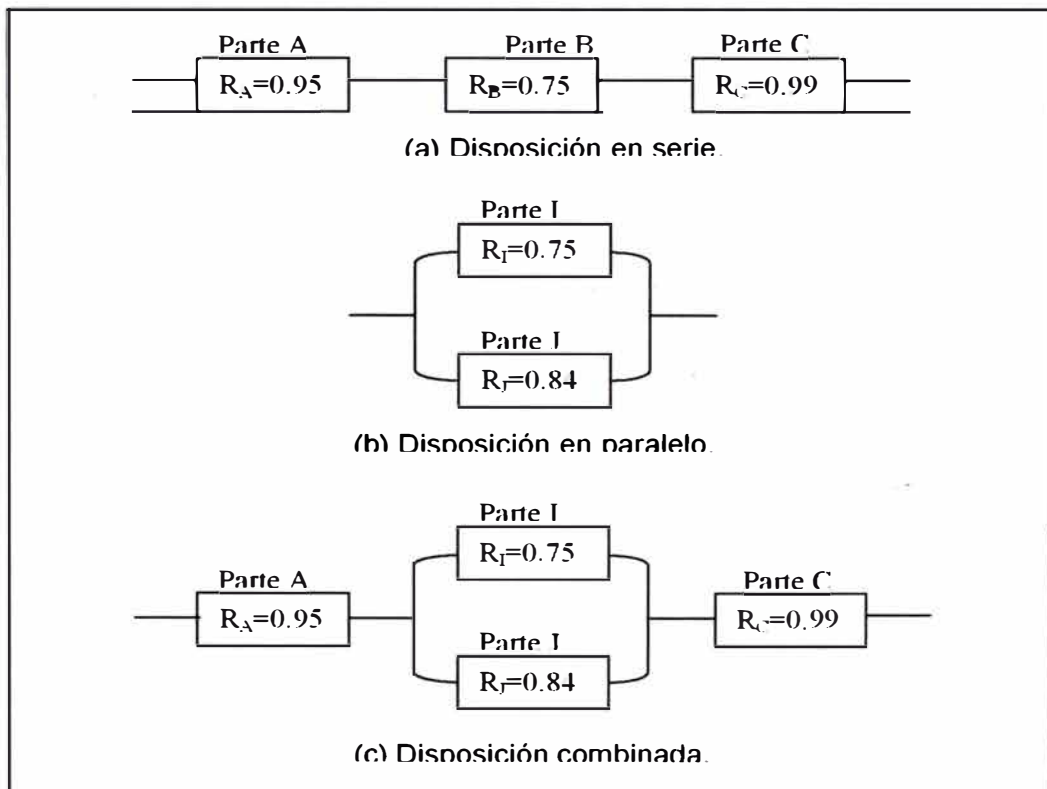 Parte A Parte B Parte C
R_A=0.95 R_B=0.75 R_C=0.99
(a) Disposición en serie.
Parte I
R_I=0.75
Parte J
R_J=0.84
(b) Disposición en paralelo.
Parte I
R_I=0.75
Parte A Parte C
R_A=0.95 R_C=0.99
Parte J
R_J=0.84
(c) Disposición combinada.